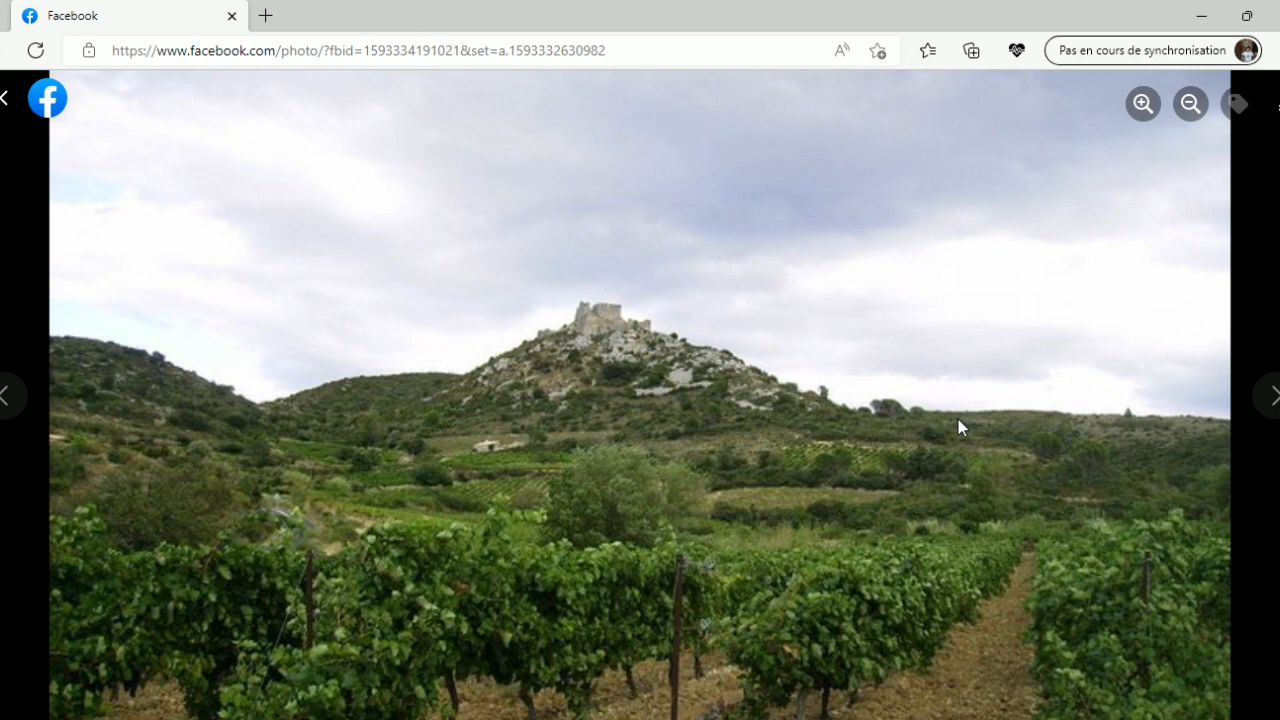 Facebook
https://www.facebook.com/photo/?fbid=1593334191021&set=a.1593332630982
Pas en cours de synchronisation